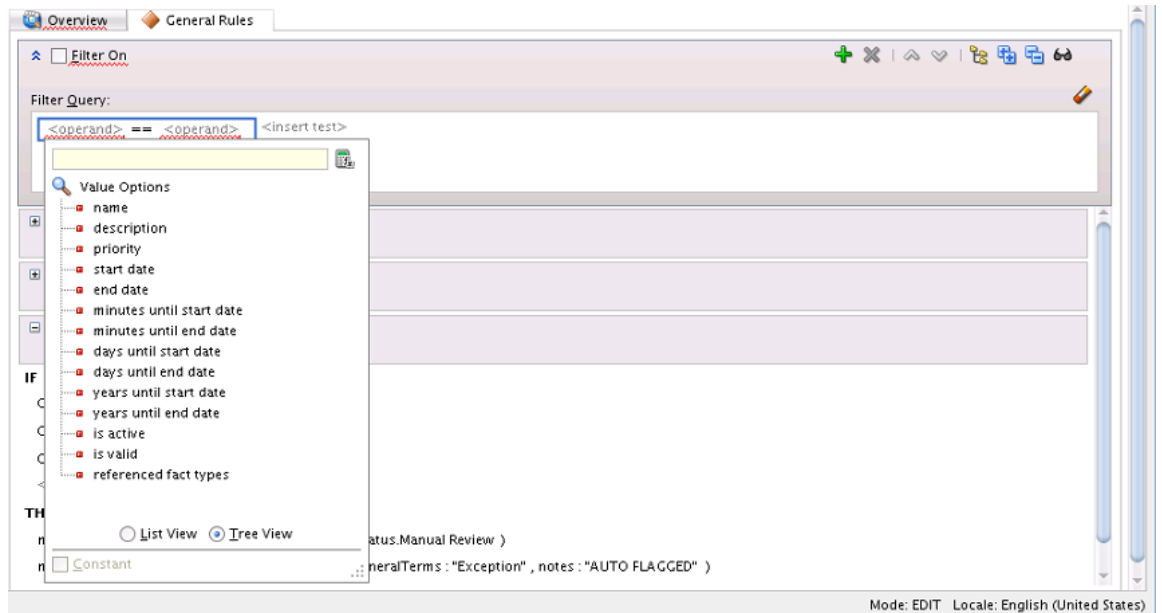 Overview General Rules
Filter On
Filter Query:
<operand> == <operand> <insert test>
Value Options
name
description
priority
start date
end date
minutes until start date
minutes until end date
days until start date
days until end date
years until start date
years until end date
is active
is valid
referenced fact types
IF
TH
List View Tree View
atus.Manual Review )
Constant
neralTerms : "Exception" , notes : "AUTO FLAGGED" )
Mode: EDIT Locale: English (United States)